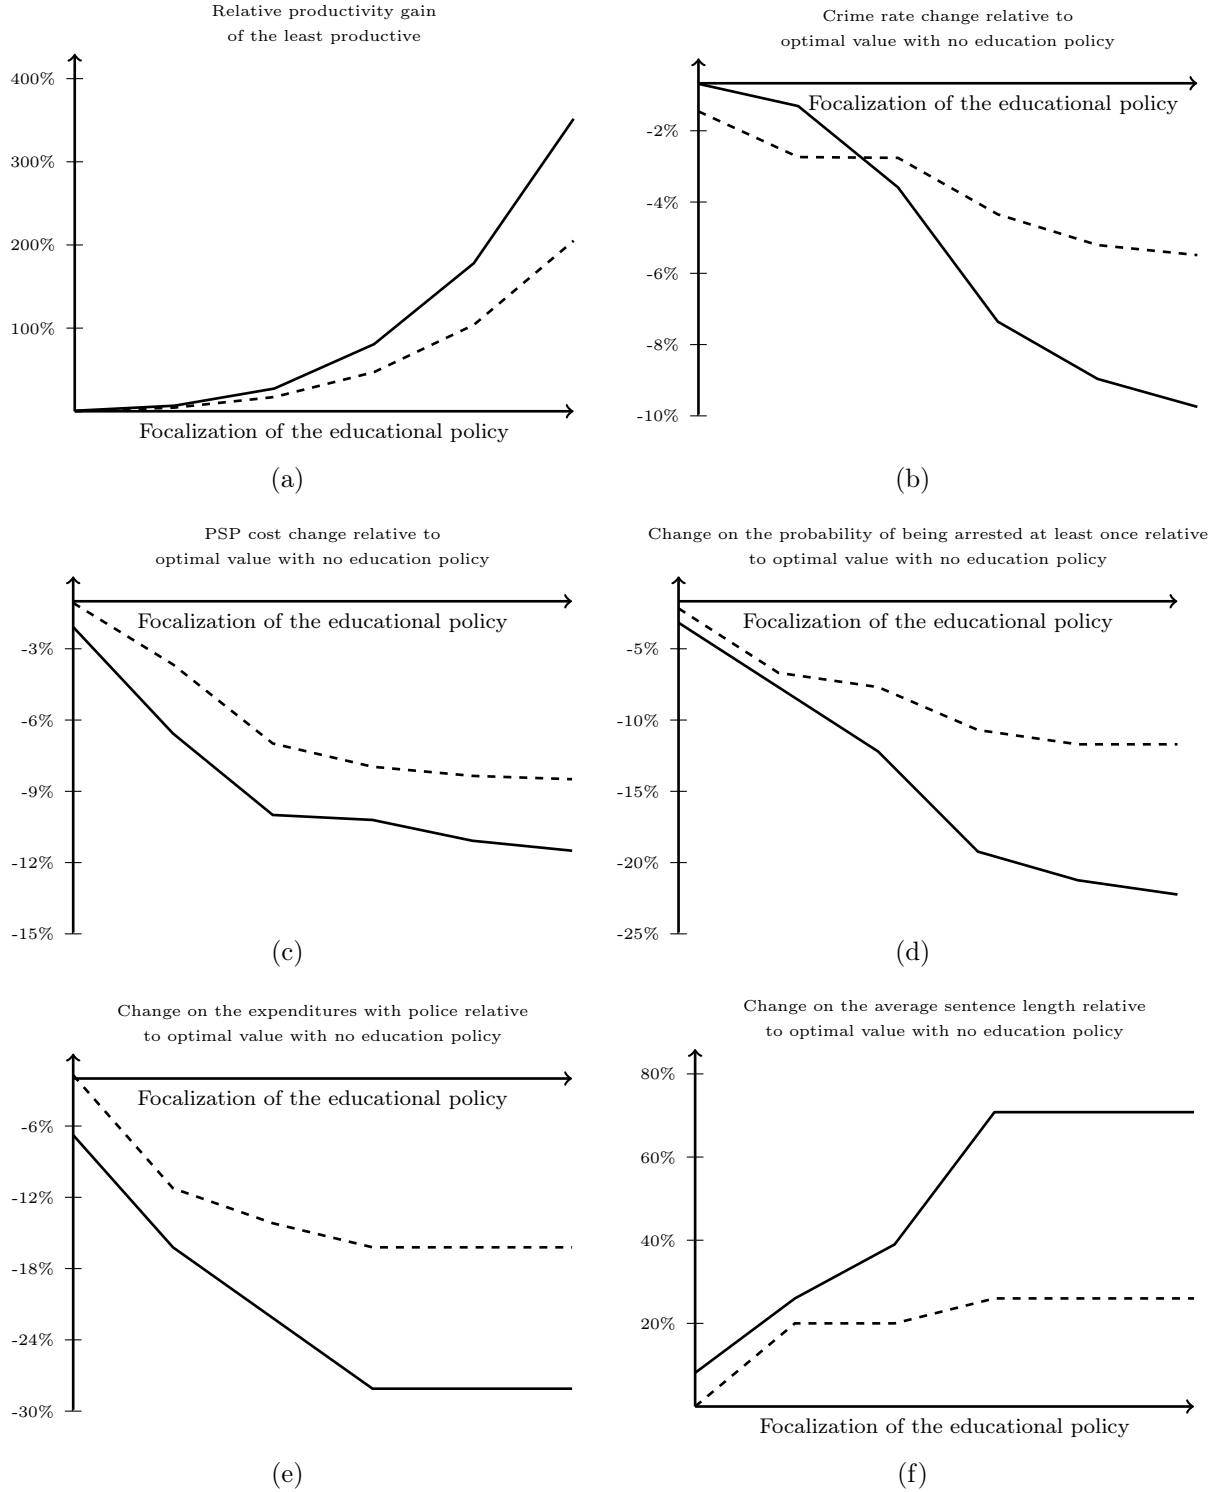 Relative productivity gain
of the least productive
400%
300%
200%
100%
Focalization of the educational policy
(a)
Crime rate change relative to
optimal value with no education policy
Focalization of the educational policy
-2%
-4%
-6%
-8%
-10%
(b)
PSP cost change relative to
optimal value with no education policy
Focalization of the educational policy
-3%
-6%
-9%
-12%
-15%
(c)
Change on the probability of being arrested at least once relative
to optimal value with no education policy
Focalization of the educational policy
-5%
-10%
-15%
-20%
-25%
(d)
Change on the expenditures with police relative
to optimal value with no education policy
Focalization of the educational policy
-6%
-12%
-18%
-24%
-30%
(e)
Change on the average sentence length relative
to optimal value with no education policy
80%
60%
40%
20%
Focalization of the educational policy
(f)